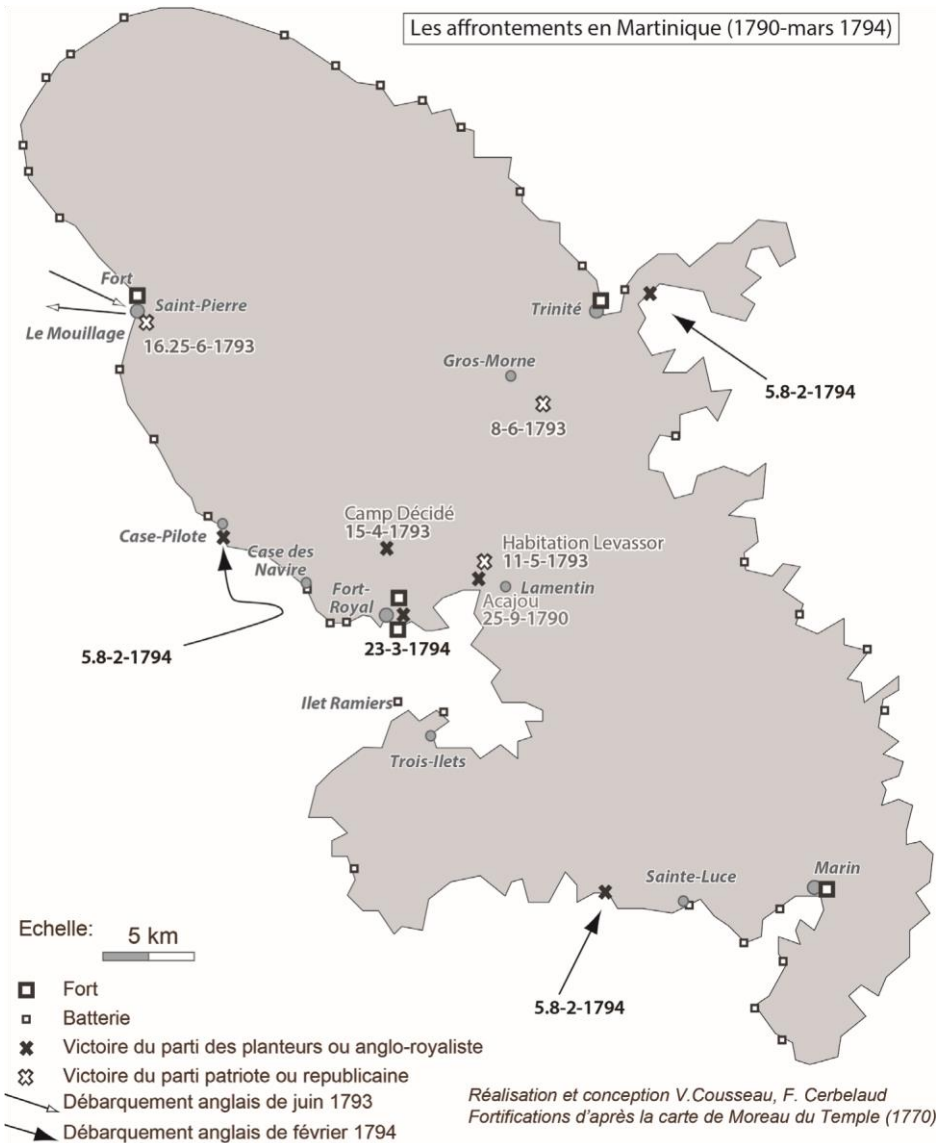 Les affrontements en Martinique (1790-mars 1794)
Fort
Saint-Pierre
Le Mouillage
16.25-6-1793
Trinité
5.8-2-1794
Gros-Morne
8-6-1793
Camp Décidé
15-4-1793
Case-Pilote
Habitation Levassor
11-5-1793
Case des
Navire
Fort-
Royal
Lamentin
Acajou
25-9-1790
5.8-2-1794
23-3-1794
Ilet Ramiers
Trois-Ilets
Sainte-Luce
Marin
5.8-2-1794
Echelle: 5 km
Fort
Batterie
Victoire du parti des planteurs ou anglo-royaliste
Victoire du parti patriote ou republicaine
Débarquement anglais de juin 1793
Débarquement anglais de février 1794
Réalisation et conception V.Cousseau, F. Cerbelaud
Fortifications d'après la carte de Moreau du Temple (1770)